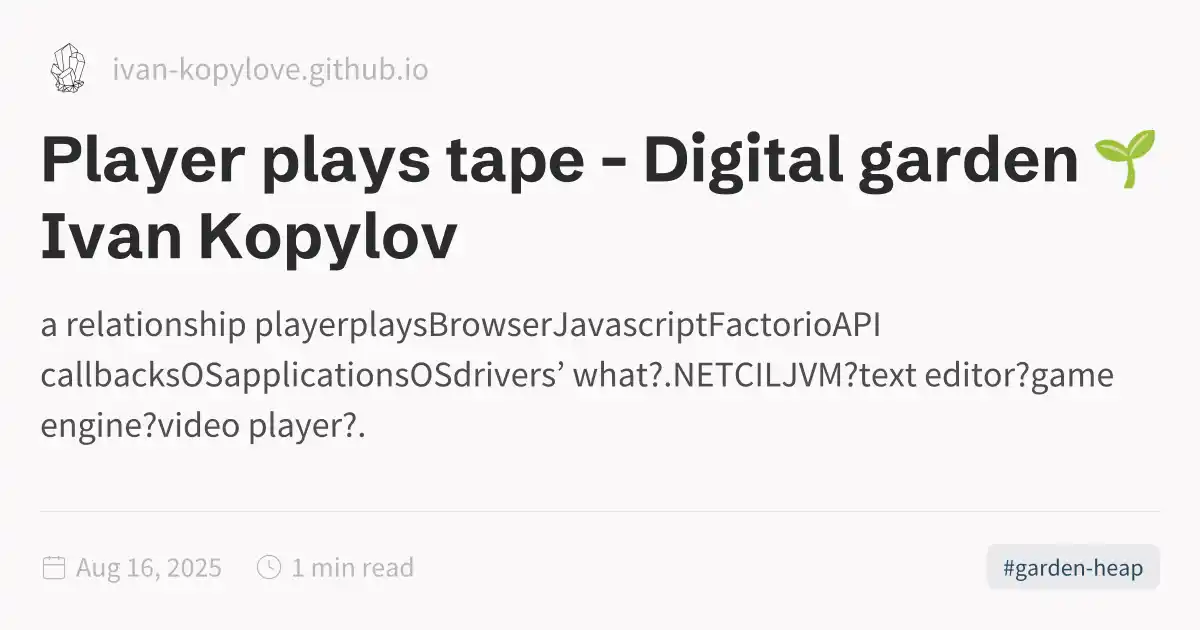 ivan-kopylove.github.io
Player plays tape - Digital garden 🌱
Ivan Kopylov
a relationship playerplaysBrowserJavascriptFactorioAPI
callbacksOSapplicationsOSdrivers’ what?.NETCILJVM?text editor?game
engine?video player?.
Aug 16, 2025 1 min read
#garden-heap